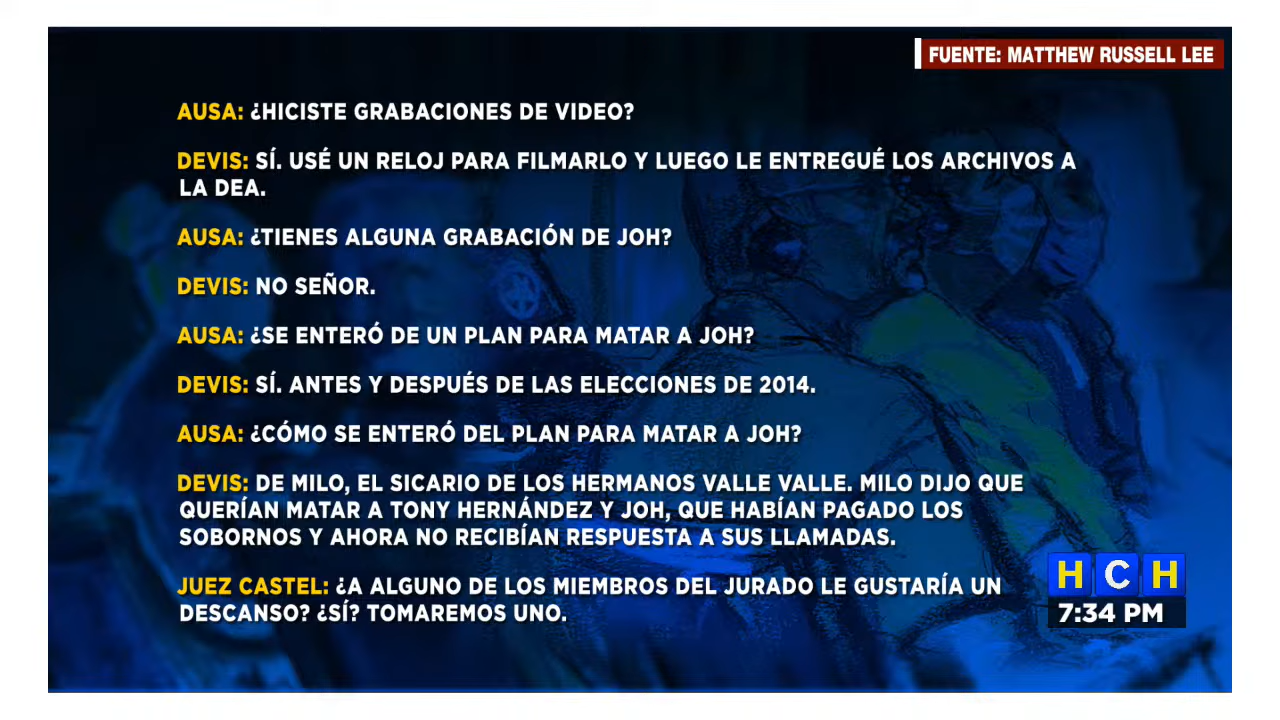 FUENTE: MATTHEW RUSSELL LEE
AUSA: ¿HICISTE GRABACIONES DE VIDEO?
DEVIS: SÍ. USÉ UN RELOJ PARA FILMARLO Y LUEGO LE ENTREGUÉ LOS ARCHIVOS A
LA DEA.
AUSA: ¿TIENES ALGUNA GRABACIÓN DE JOH?
DEVIS: NO SEÑOR.
AUSA: ¿SE ENTERÓ DE UN PLAN PARA MATAR A JOH?
DEVIS: SÍ. ANTES Y DESPUÉS DE LAS ELECCIONES DE 2014.
AUSA: ¿CÓMO SE ENTERÓ DEL PLAN PARA MATAR A JOH?
DEVIS: DE MILO, EL SICARIO DE LOS HERMANOS VALLE VALLE. MILO DIJO QUE
QUERÍAN MATAR A TONY HERNÁNDEZ Y JOH, QUE HABÍAN PAGADO LOS
SOBORNOS Y AHORA NO RECIBÍAN RESPUESTA A SUS LLAMADAS.
JUEZ CASTEL: ¿A ALGUNO DE LOS MIEMBROS DEL JURADO LE GUSTARÍA UN
DESCANSO? ¿SÍ? TOMAREMOS UNO.
HCH
7:34 PM